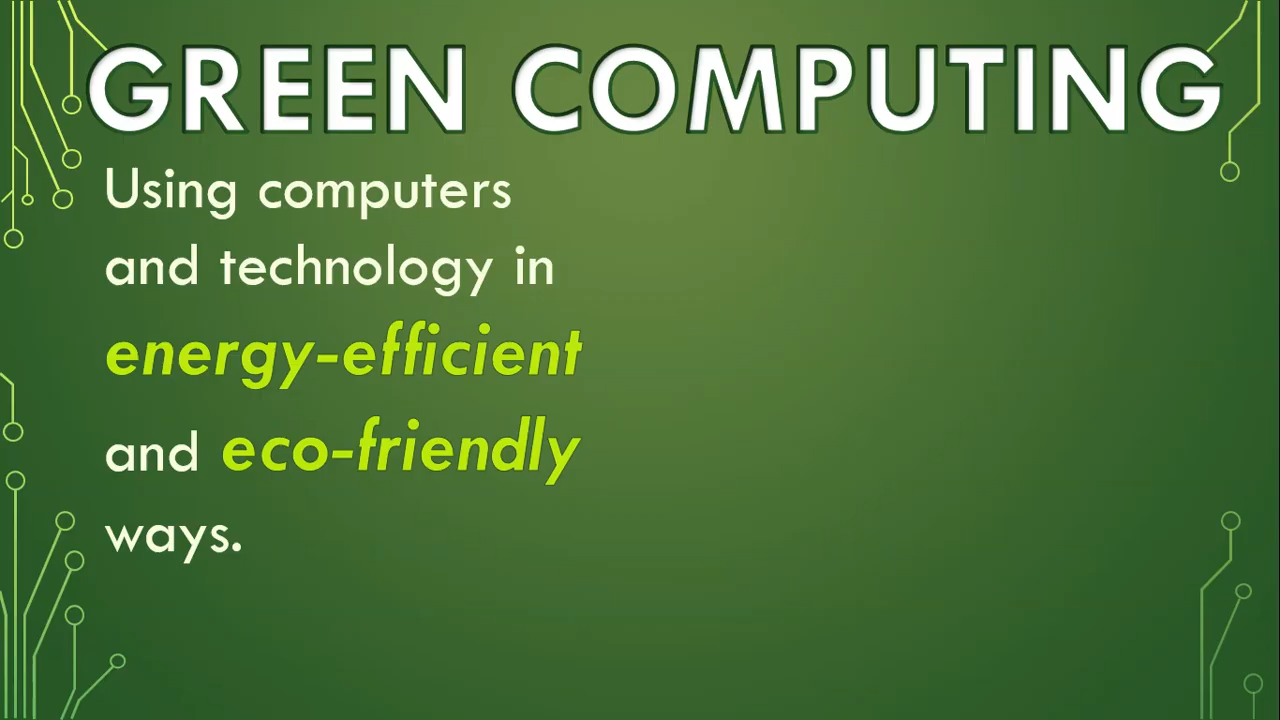 GREEN COMPUTING
Using computers
and technology in
energy-efficient
and eco-friendly
ways.